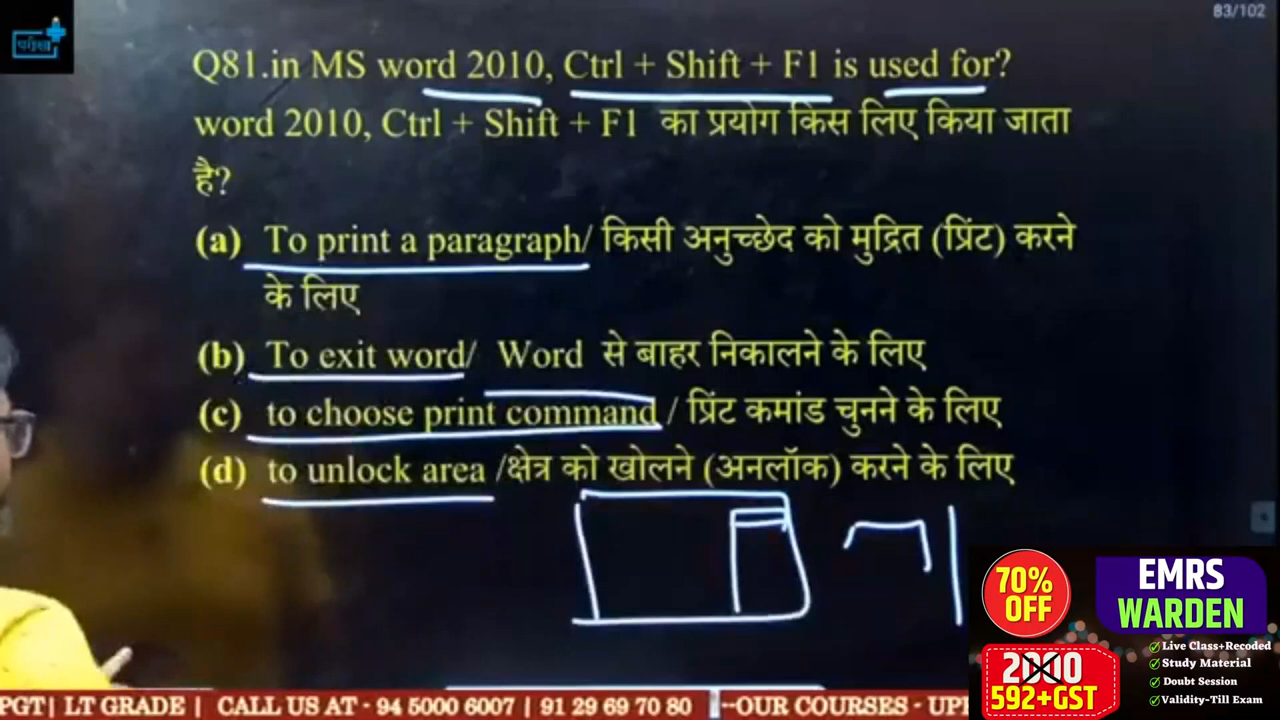 83/102
परीक्षा
Q81.in MS word 2010, Ctrl + Shift + F1 is used for?
word 2010, Ctrl + Shift + F1 का प्रयोग किस लिए किया जाता
है?
(a) To print a paragraph/ किसी अनुच्छेद को मुद्रित (प्रिंट) करने
के लिए
(b) To exit word/ Word से बाहर निकालने के लिए
(c) to choose print command / प्रिंट कमांड चुनने के लिए
(d) to unlock area /क्षेत्र को खोलने (अनलॉक) करने के लिए
70%
OFF
EMRS
WARDEN
2000
592+GST
Live Class+Recoded
Study Material
Doubt Session
Validity-Till Exam
PGT| LT GRADE | CALL US AT - 94 5000 6007 | 91 29 69 70 80 --OUR COURSES - UP